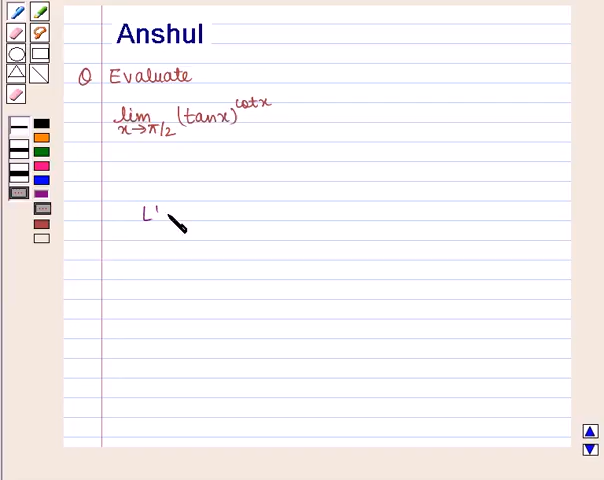 Anshul
Q Evaluate
lim (tanx)^cotx
x→π/2
L'